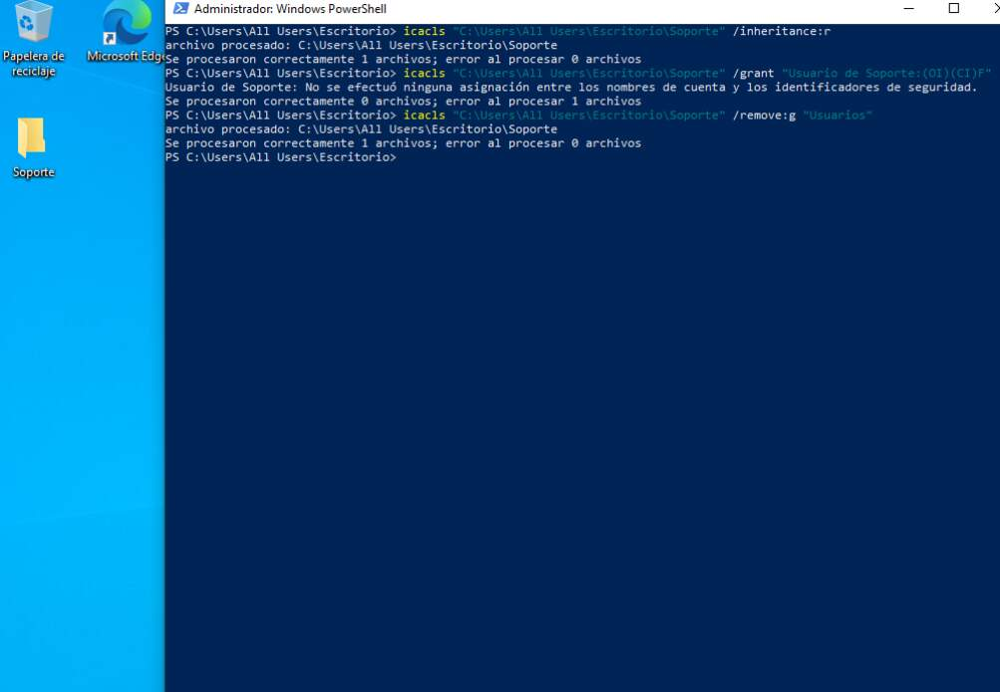 Papelera de
reciclaje
Microsoft Edge
Soporte
Administrador: Windows PowerShell
PS C:\Users\All Users\Escritorio> icacls "C:\Users\All Users\Escritorio\Soporte" /inheritance:r
archivo procesado: C:\Users\All Users\Escritorio\Soporte
Se procesaron correctamente 1 archivos; error al procesar 0 archivos
PS C:\Users\All Users\Escritorio> icacls "C:\Users\All Users\Escritorio\Soporte" /grant "Usuario de Soporte:(OI)(CI)F"
Usuario de Soporte: No se efectuó ninguna asignación entre los nombres de cuenta y los identificadores de seguridad.
Se procesaron correctamente 0 archivos; error al procesar 1 archivos
PS C:\Users\All Users\Escritorio> icacls "C:\Users\All Users\Escritorio\Soporte" /remove:g "Usuarios"
archivo procesado: C:\Users\All Users\Escritorio\Soporte
Se procesaron correctamente 1 archivos; error al procesar 0 archivos
PS C:\Users\All Users\Escritorio>